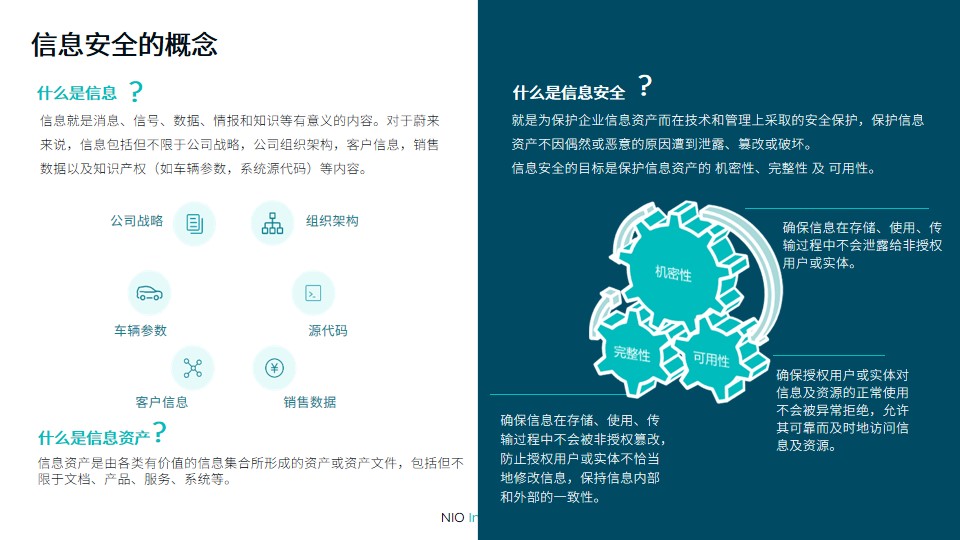 信息安全的概念
什么是信息 ?
信息就是消息、信号、数据、情报和知识等有意义的内容。对于蔚来
来说，信息包括但不限于公司战略，公司组织架构，客户信息，销售
数据以及知识产权（如车辆参数，系统源代码）等内容。
公司战略
组织架构
车辆参数
源代码
客户信息
销售数据
什么是信息资产?
信息资产是由各类有价值的信息集合所形成的资产或资产文件，包括但不
限于文档、产品、服务、系统等。
NIO In
什么是信息安全 ?
就是为保护企业信息资产而在技术和管理上采取的安全保护，保护信息
资产不因偶然或恶意的原因遭到泄露、篡改或破坏。
信息安全的目标是保护信息资产的 机密性、完整性 及 可用性。
机密性
完整性
可用性
确保信息在存储、使用、传
输过程中不会泄露给非授权
用户或实体。
确保授权用户或实体对
信息及资源的正常使用
不会被异常拒绝，允许
其可靠而及时地访问信
息及资源。
确保信息在存储、使用、传
输过程中不会被非授权篡改，
防止授权用户或实体不恰当
地修改信息，保持信息内部
和外部的一致性。